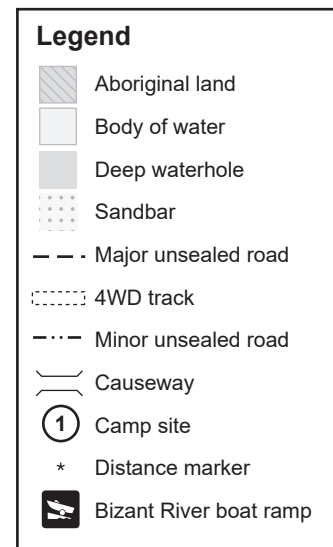 Legend
Aboriginal land
Body of water
Deep waterhole
Sandbar
Major unsealed road
4WD track
Minor unsealed road
Causeway
1 Camp site
* Distance marker
Bizant River boat ramp